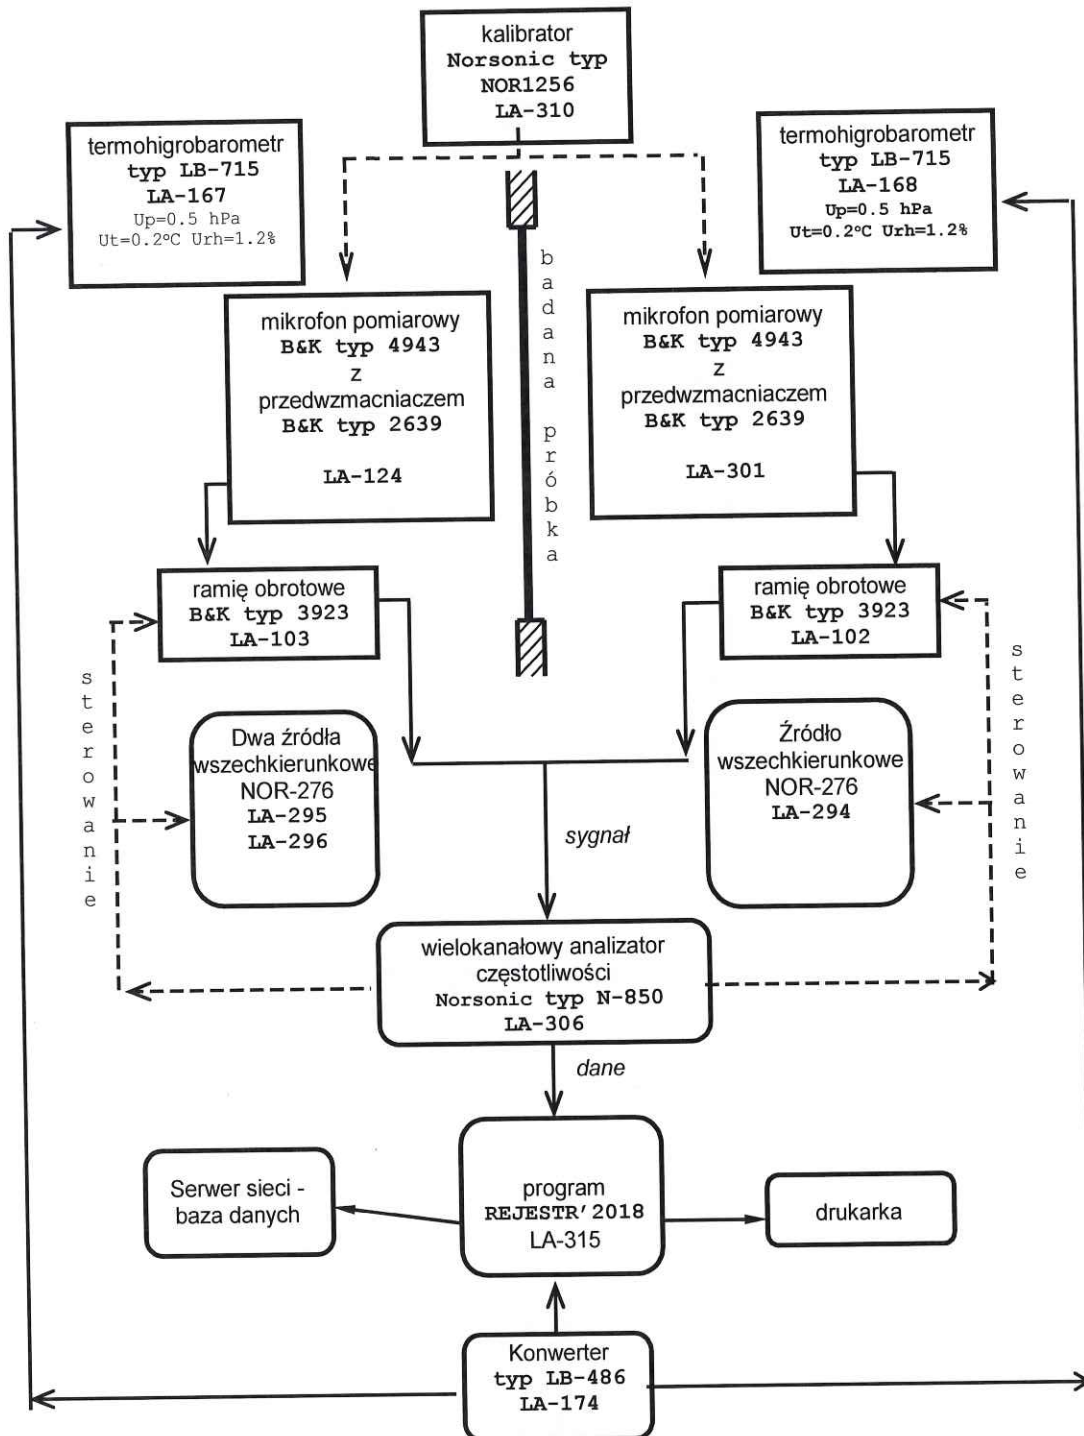 kalibrator
Norsonic typ
NOR1256
LA-310
termohigrobarometr
typ LB-715
LA-167
Up=0.5 hPa
Ut=0.2ºC Urh=1.2%
termohigrobarometr
typ LB-715
LA-168
Up=0.5 hPa
Ut=0.2ºC Urh=1.2%
mikrofon pomiarowy
B&K typ 4943
z
przedwzmacniaczem
B&K typ 2639
LA-124
badana próbka
mikrofon pomiarowy
B&K typ 4943
z
przedwzmacniaczem
B&K typ 2639
LA-301
ramię obrotowe
B&K typ 3923
LA-103
ramię obrotowe
B&K typ 3923
LA-102
sterowanie
Dwa źródła
wszechkierunkowe
NOR-276
LA-295
LA-296
Źródło
wszechkierunkowe
NOR-276
LA-294
sterowanie
sygnał
wielokanałowy analizator
częstotliwości
Norsonic typ N-850
LA-306
dane
Serwer sieci -
baza danych
program
REJESTR'2018
LA-315
drukarka
Konwerter
typ LB-486
LA-174